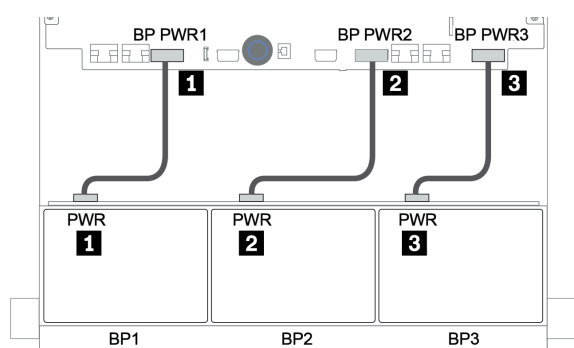 BP PWR1 BP PWR2 BP PWR3
1 2 3
PWR PWR PWR
1 2 3
BP1 BP2 BP3